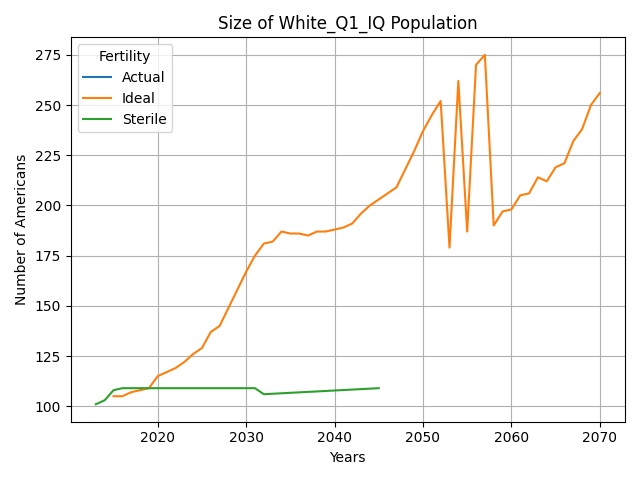 Size of White_Q1_IQ Population
Number of Americans
275
250
225
200
175
150
125
100
Fertility
Actual
Ideal
Sterile
2020 2030 2040 2050 2060 2070
Years